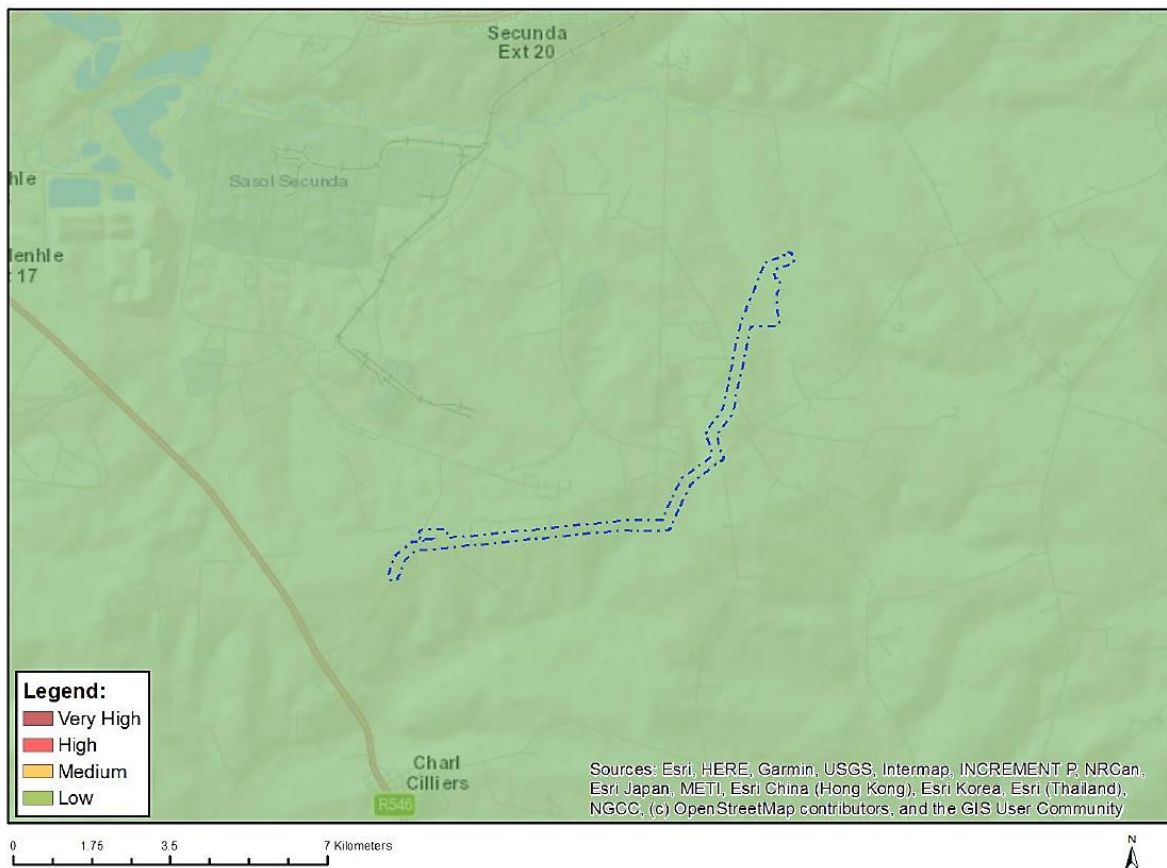 Secunda
Ext 20
hle
Sasol Secunda
lenhle
t 17
Legend:
Very High
High
Medium
Low
Charl
Cilliers
R546
Sources: Esri, HERE, Garmin, USGS, Intermap, INCREMENT P, NRCan,
Esri Japan, METI, Esri China (Hong Kong), Esri Korea, Esri (Thailand),
NGCC, (c) OpenStreetMap contributors, and the GIS User Community
0 1.75 3.5 7 Kilometers
N